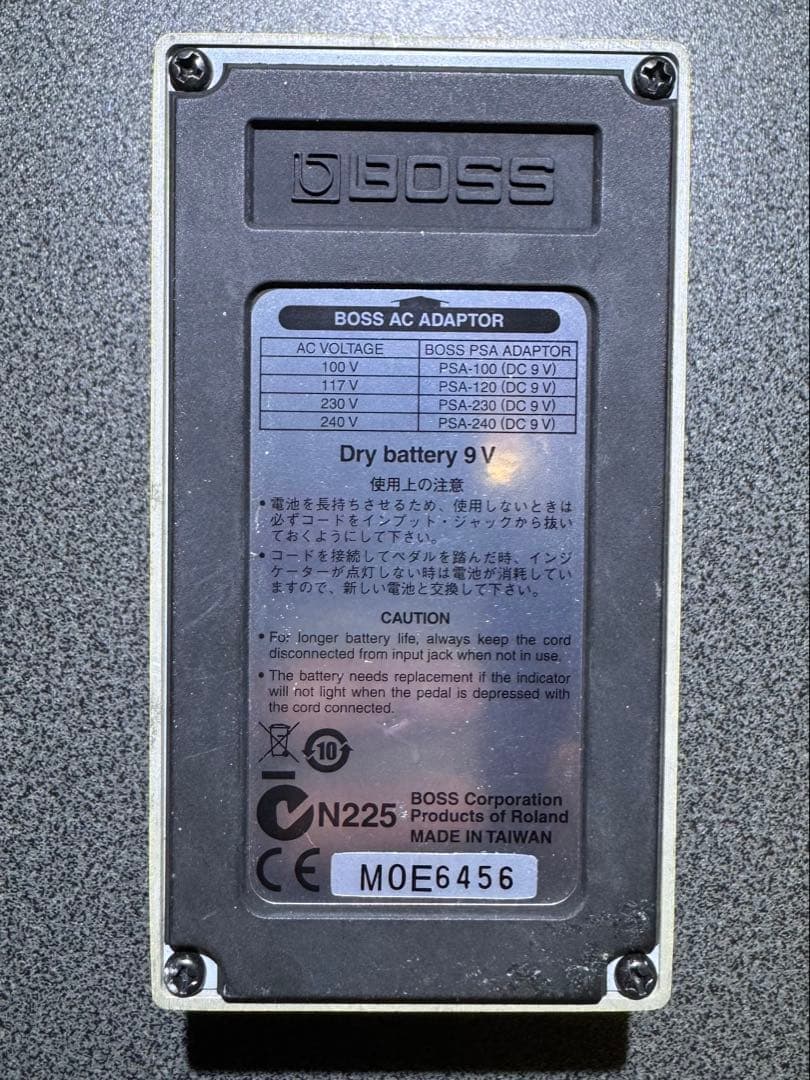 BOSS
BOSS AC ADAPTOR
AC VOLTAGE BOSS PSA ADAPTOR
100 V PSA-100 (DC 9 V)
117 V PSA-120 (DC 9 V)
230 V PSA-230 (DC 9 V)
240 V PSA-240 (DC 9 V)
Dry battery 9 V
使用上の注意
• 電池を長持ちさせるため、使用しないときは
必ずコードをインプット・ジャックから抜い
ておくようにして下さい。
• コードを接続してペダルを踏んだ時、インジ
ケーターが点灯しない時は電池が消耗してい
ますので、新しい電池と交換して下さい。
CAUTION
• For longer battery life, always keep the cord
disconnected from input jack when not in use.
• The battery needs replacement if the indicator
will not light when the pedal is depressed with
the cord connected.
10
N225
BOSS Corporation
Products of Roland
MADE IN TAIWAN
CE
M0E6456